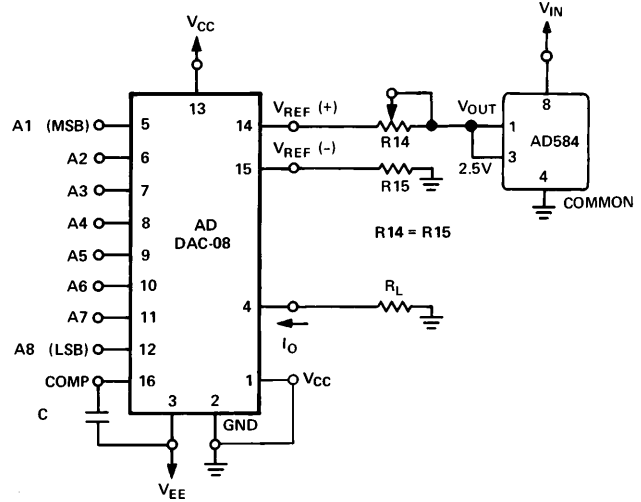 VCC
VIN
13
A1 (MSB) 5
14 VREF (+)
R14
VOUT
8
1
AD584
3
2.5V
4
COMMON
A2 6
VREF (-)
15
R15
A3 7
R14 = R15
A4 8
AD
DAC-08
A5 9
A6 10
A7 11
4
RL
IO
A8 (LSB) 12
COMP 16
1 VCC
C
3
2
GND
VEE